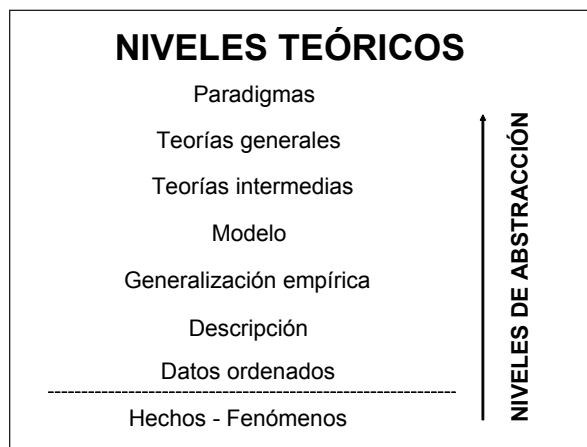 NIVELES TEÓRICOS
Paradigmas
Teorías generales
Teorías intermedias
Modelo
Generalización empírica
Descripción
Datos ordenados
Hechos - Fenómenos
NIVELES DE ABSTRACCIÓN